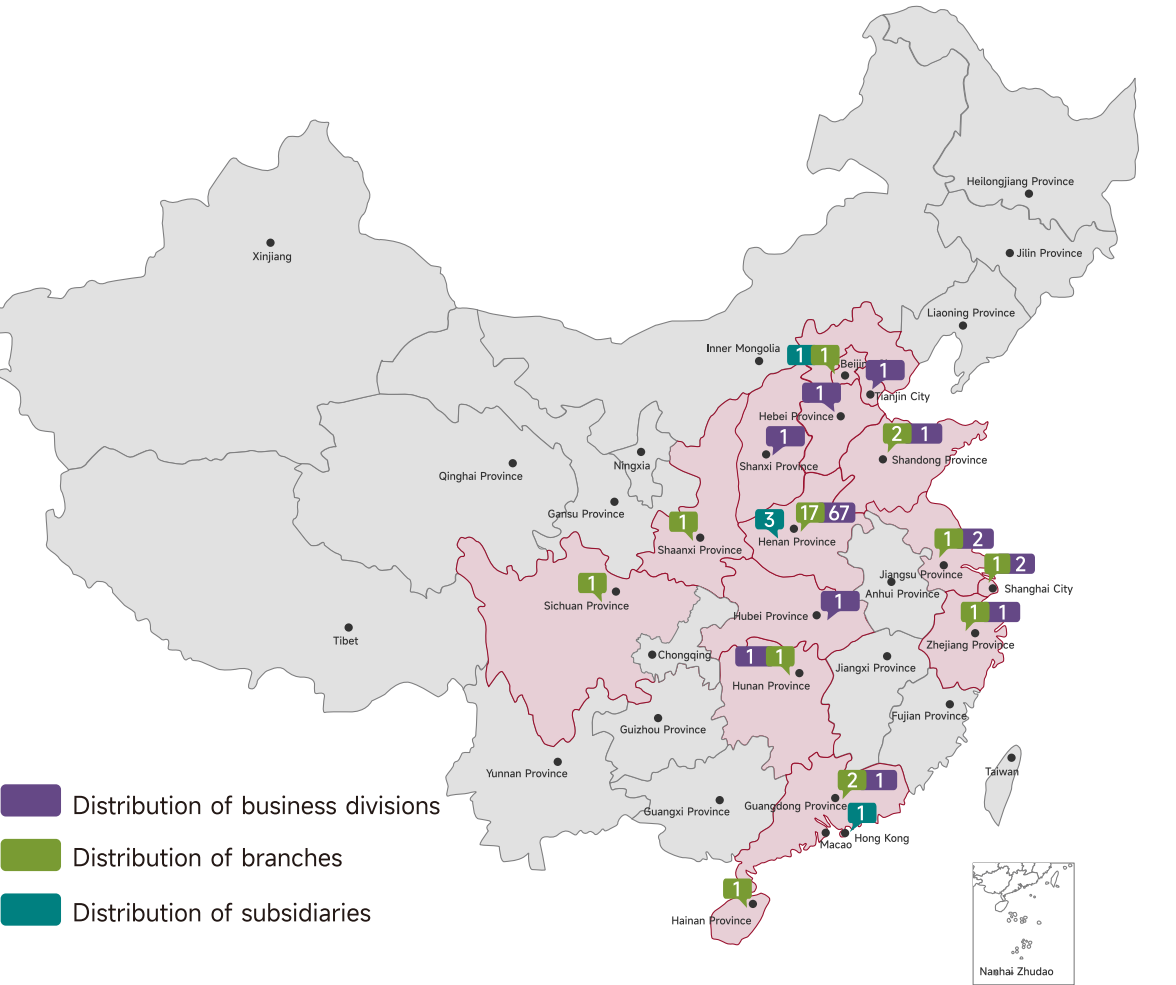 Heilongjiang Province
Xinjiang
Jilin Province
Liaoning Province
Inner Mongolia
1 1
1
Tianjin City
1
Hebei Province
2 1
1
Shandong Province
Shanxi Province
Ningxia
Qinghai Province
Gansu Province
3
17 67
Henan Province
1
Shaanxi Province
1 2
1 2
Jiangsu Province
Shanghai City
Anhui Province
1
Sichuan Province
1
Hubei Province
1 1
Zhejiang Province
Tibet
Chongqing
1 1
Hunan Province
Jiangxi Province
Fujian Province
Guizhou Province
Yunnan Province
Taiwan
2 1
Guangdong Province
Guangxi Province
1
Hong Kong
Macao
1
Hainan Province
Distribution of business divisions
Distribution of branches
Distribution of subsidiaries
Nanhai Zhudao